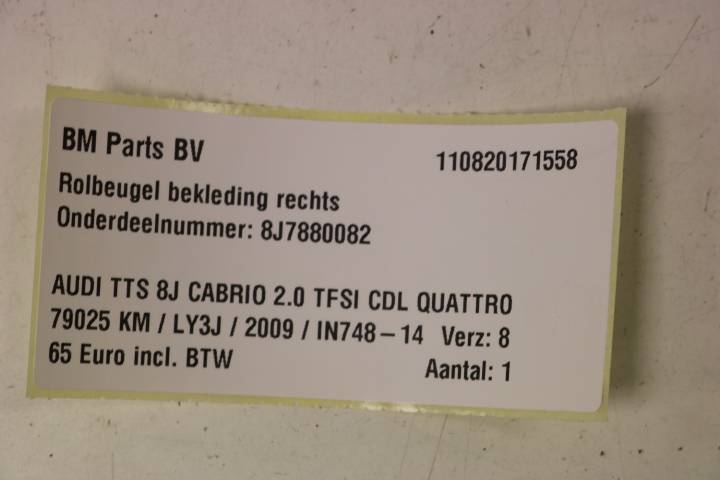 BM Parts BV 110820171558
Rolbeugel bekleding rechts
Onderdeelnummer: 8J7880082
AUDI TTS 8J CABRIO 2.0 TFSI CDL QUATTRO
79025 KM / LY3J / 2009 / IN748-14 Verz: 8
65 Euro incl. BTW Aantal: 1